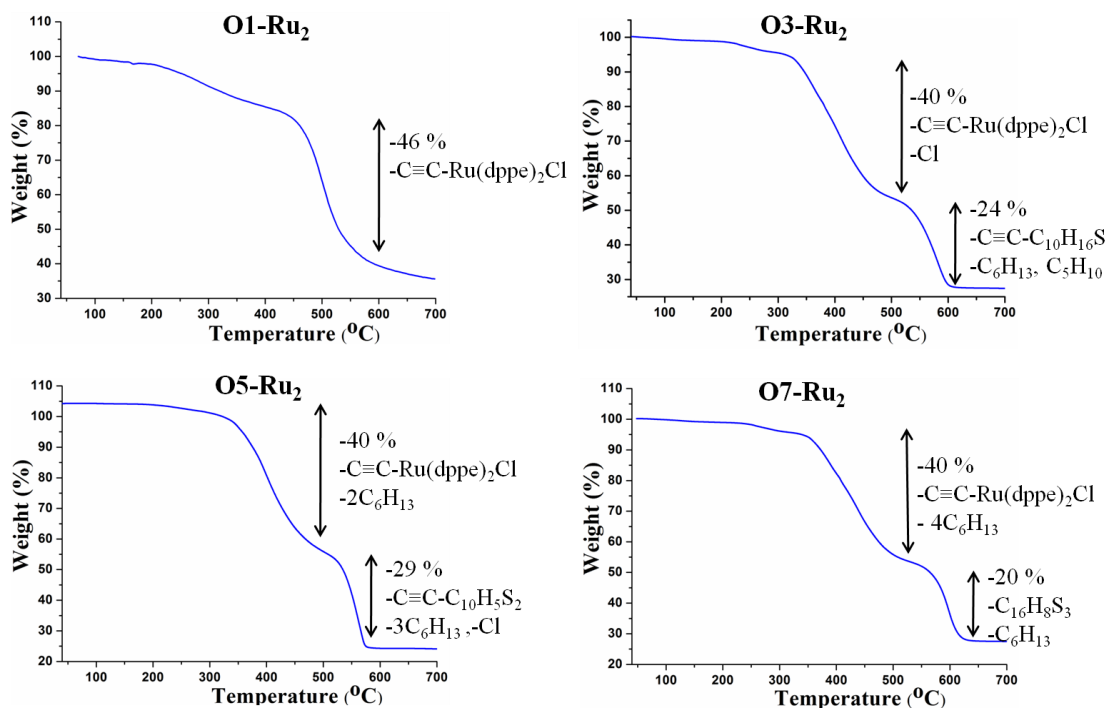 O1-Ru₂
110
100
90
80
70
60
50
40
30
Weight (%)
-46 %
-C≡C-Ru(dppe)₂Cl
100 200 300 400 500 600 700
Temperature (ᴼC)
O3-Ru₂
100
90
80
70
60
50
40
30
Weight (%)
-40 %
-C≡C-Ru(dppe)₂Cl
-Cl
-24 %
-C≡C-C₁₀H₁₆S
-C₆H₁₃, C₅H₁₀
100 200 300 400 500 600 700
Temperature (ᴼC)
O5-Ru₂
110
100
90
80
70
60
50
40
30
20
Weight (%)
-40 %
-C≡C-Ru(dppe)₂Cl
-2C₆H₁₃
-29 %
-C≡C-C₁₀H₅S₂
-3C₆H₁₃ ,-Cl
100 200 300 400 500 600 700
Temperature (ᴼC)
O7-Ru₂
110
100
90
80
70
60
50
40
30
20
Weight (%)
-40 %
-C≡C-Ru(dppe)₂Cl
- 4C₆H₁₃
-20 %
-C₁₆H₈S₃
-C₆H₁₃
100 200 300 400 500 600 700
Temperature (ᴼC)